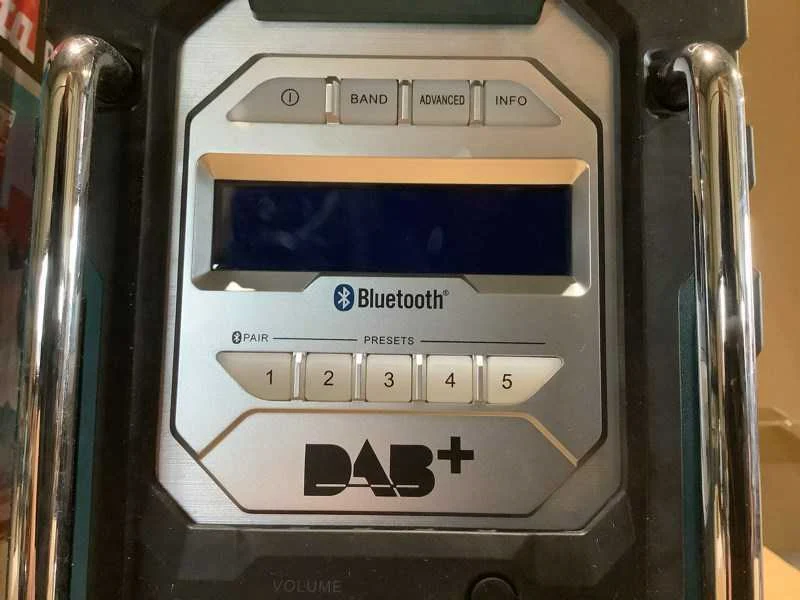 BAND ADVANCED INFO
Bluetooth®
PAIR PRESETS
1 2 3 4 5
DAB+
VOLUME